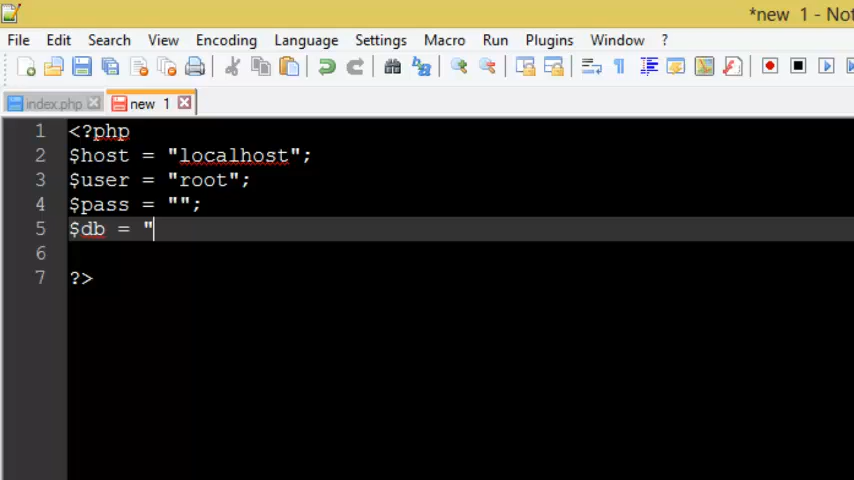 *new 1 - Not
File Edit Search View Encoding Language Settings Macro Run Plugins Window ?
index.php new 1
1 <?php
2 $host = "localhost";
3 $user = "root";
4 $pass = "";
5 $db = "
6
7 ?>